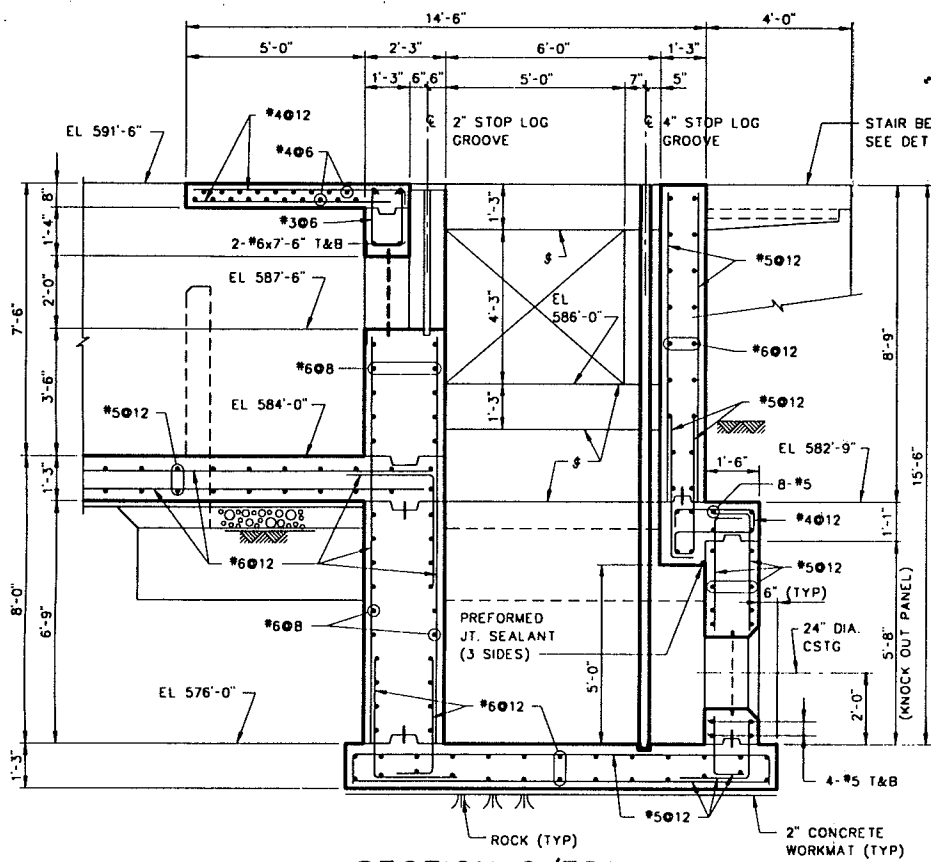 14'-6"
4'-0"
5'-0"
2'-3"
6'-0"
1'-3"
1'-3"
6"
6"
5'-0"
7"
5"
EL 591'-6"
#4@12
#4@6
2" STOP LOG
GROOVE
4" STOP LOG
GROOVE
STAIR BE
SEE DET
8"
1'-4"
#3@6
2-#6x7'-6" T&B
1'-3"
#5@12
2'-0"
7'-6"
EL 587'-6"
EL
586'-0"
4'-3"
8'-9"
3'-6"
#6@8
#6@12
EL 584'-0"
#5@12
1'-3"
#5@12
EL 582'-9"
15'-6"
1'-3"
1'-6"
8-#5
#4@12
1'-1"
#6@12
#5@12
6" (TYP)
8'-0"
6'-9"
#6@8
PREFORMED
JT. SEALANT
(3 SIDES)
5'-0"
24" DIA.
CSTG
5'-8"
(KNOCK OUT PANEL)
2'-0"
EL 576'-0"
#6@12
1'-3"
4-#5 T&B
#5@12
ROCK (TYP)
2" CONCRETE
WORKMAT (TYP)